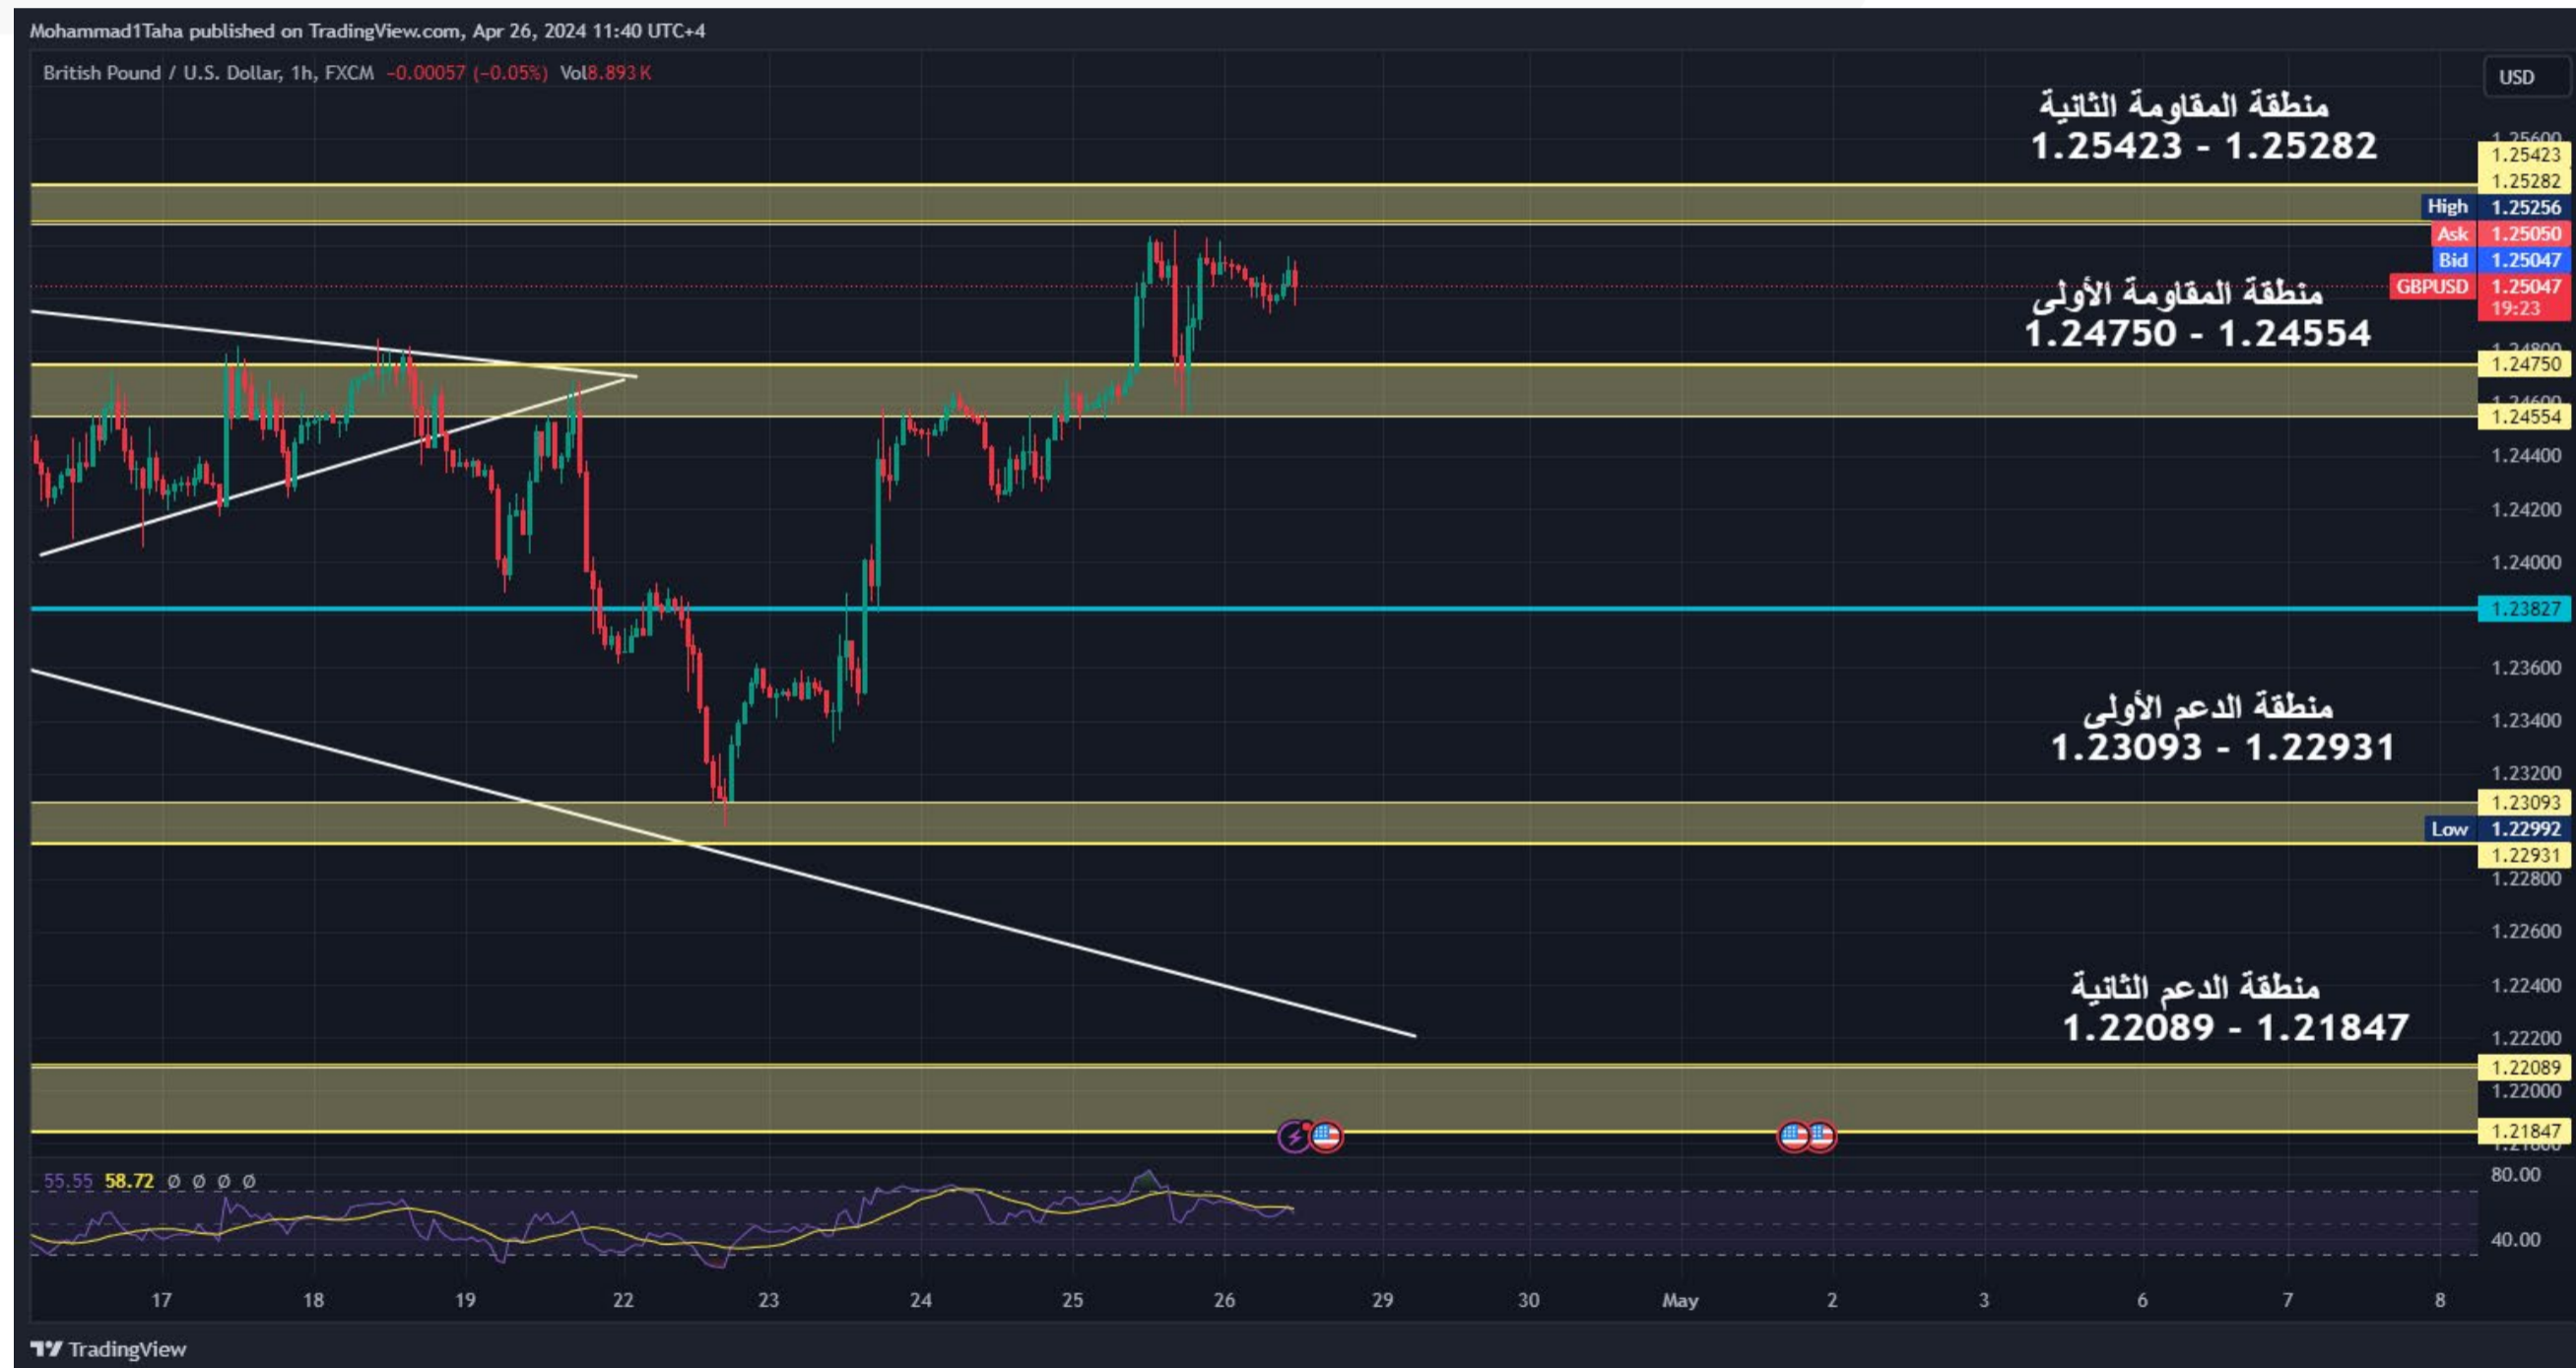 Mohammad1Taha published on TradingView.com, Apr 26, 2024 11:40 UTC+4
British Pound / U.S. Dollar, 1h, FXCM −0.00057 (−0.05%) Vol8.893 K
USD
منطقة المقاومة الثانية
1.25423 - 1.25282
1.25600
1.25423
1.25282
High 1.25256
Ask 1.25050
Bid 1.25047
GBPUSD 1.25047
19:23
منطقة المقاومة الأولى
1.24750 - 1.24554
1.24800
1.24750
1.24600
1.24554
1.24400
1.24200
1.24000
1.23827
1.23600
منطقة الدعم الأولى
1.23093 - 1.22931
1.23400
1.23200
1.23093
Low 1.22992
1.22931
1.22800
1.22600
منطقة الدعم الثانية
1.22089 - 1.21847
1.22400
1.22200
1.22089
1.22000
1.21847
55.55 58.72 Ø Ø Ø Ø
80.00
40.00
17 18 19 22 23 24 25 26 29 30 May 2 3 6 7 8
TradingView